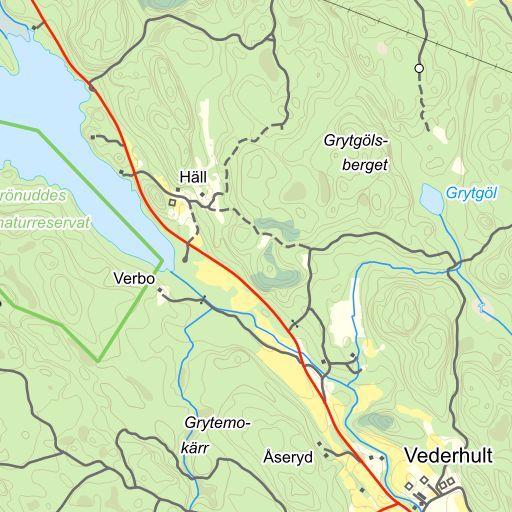 Grytgöls-
berget
Häll
Grytgöl
rönuddes
naturreservat
Verbo
Grytemo-
kärr
Åseryd
Vederhult